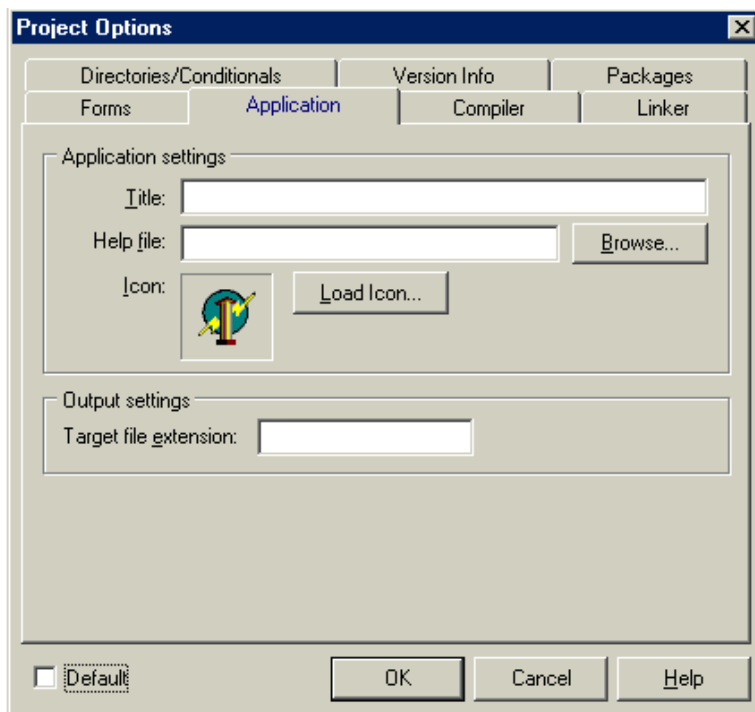 Project Options
Directories/Conditionals Version Info Packages
Forms Application Compiler Linker
Application settings
Title:
Help file: Browse...
Icon: Load Icon...
Output settings
Target file extension:
Default OK Cancel Help